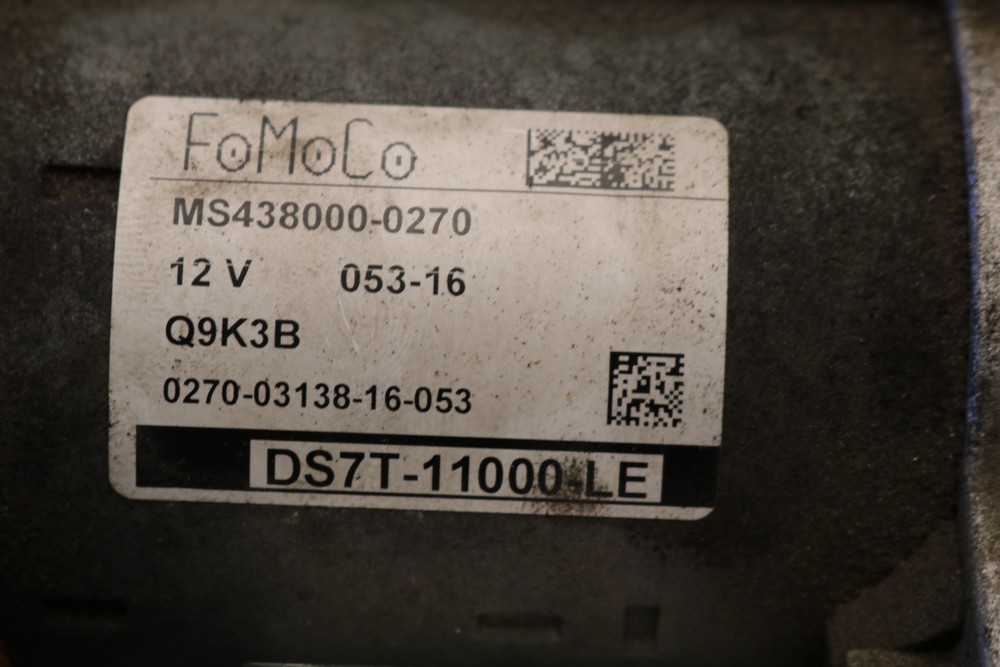 FoMoCo
MS438000-0270
12 V 053-16
Q9K3B
0270-03138-16-053
DS7T-11000-LE